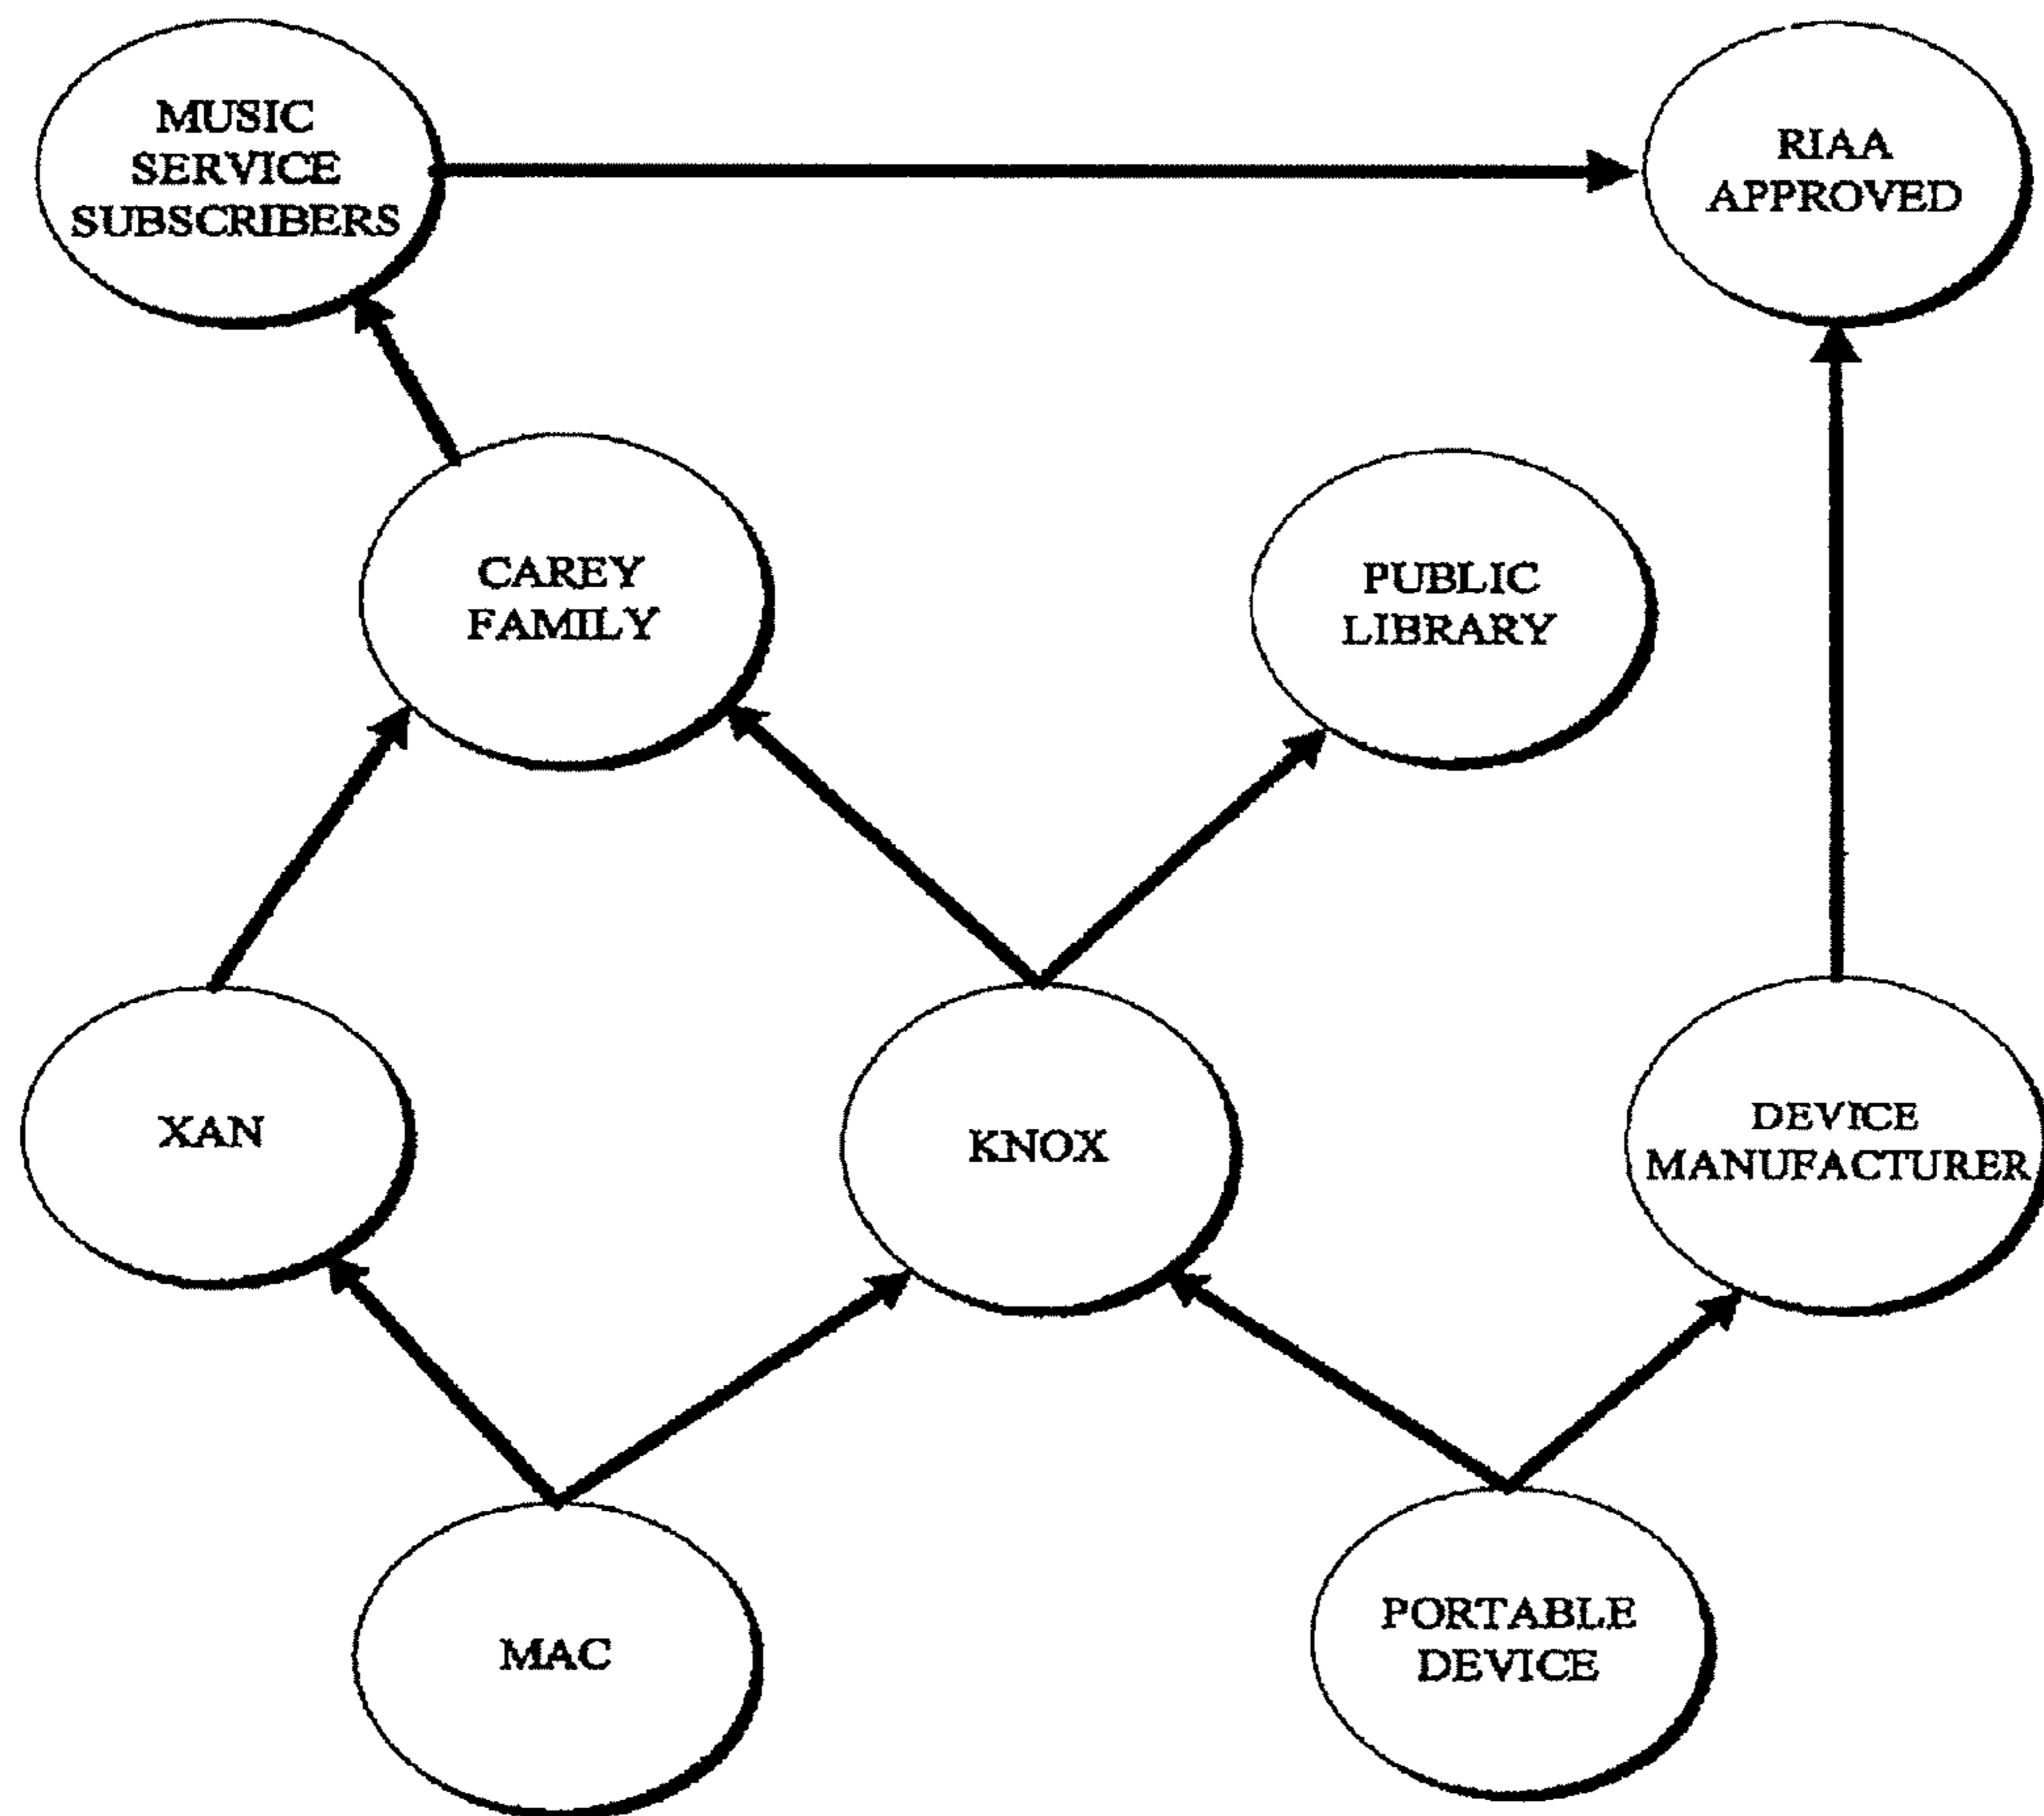 MUSIC
SERVICE
SUBSCRIBERS
RIAA
APPROVED
CAREY
FAMILY
PUBLIC
LIBRARY
XAN
KNOX
DEVICE
MANUFACTURER
MAC
PORTABLE
DEVICE